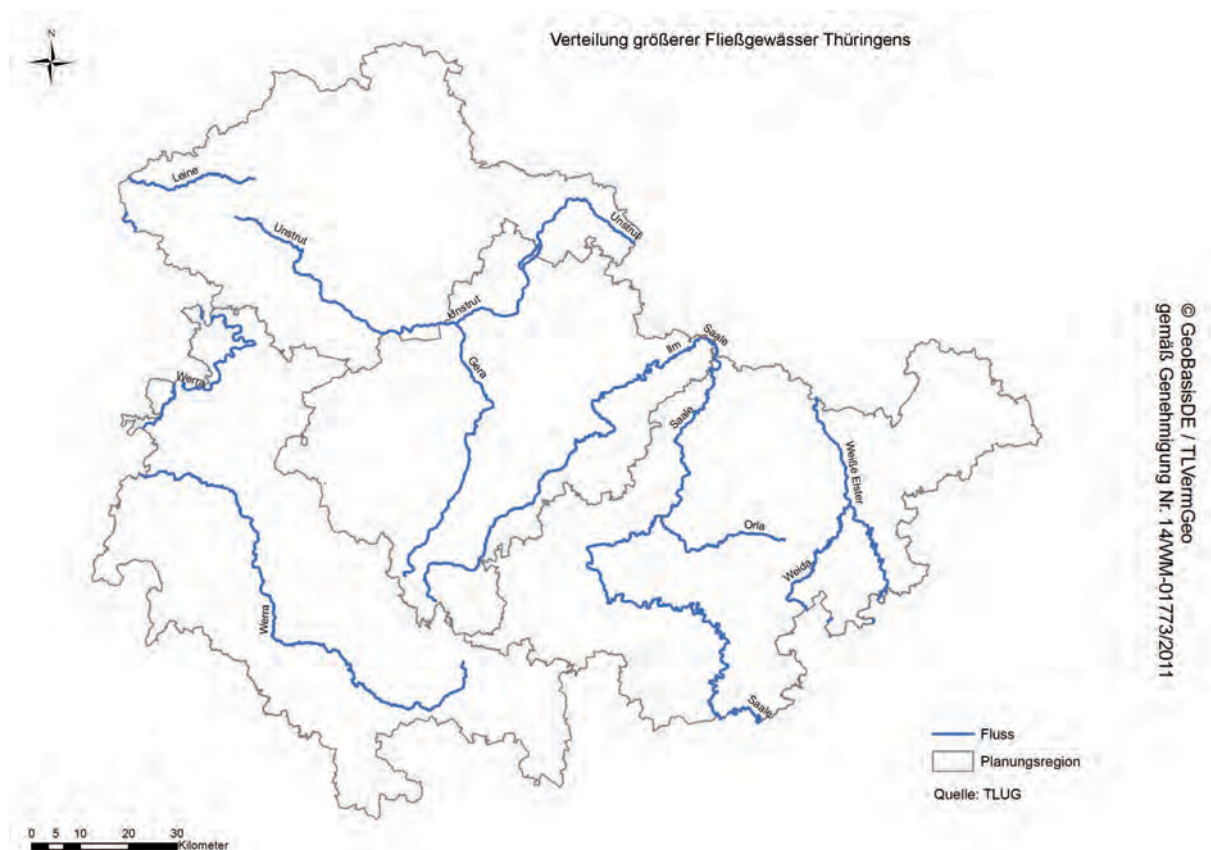 N
Verteilung größerer Fließgewässer Thüringens
Leine
Unstrut
Unstrut
Unstrut
Ilm
Saale
Gera
Werra
Saale
Weiße Elster
Orla
Weida
Werra
Saale
© GeoBasisDE / TLVermGeo
gemäß Genehmigung Nr. 14/WM-01773/2011
Fluss
Planungsregion
Quelle: TLUG
0 5 10 20 30
Kilometer